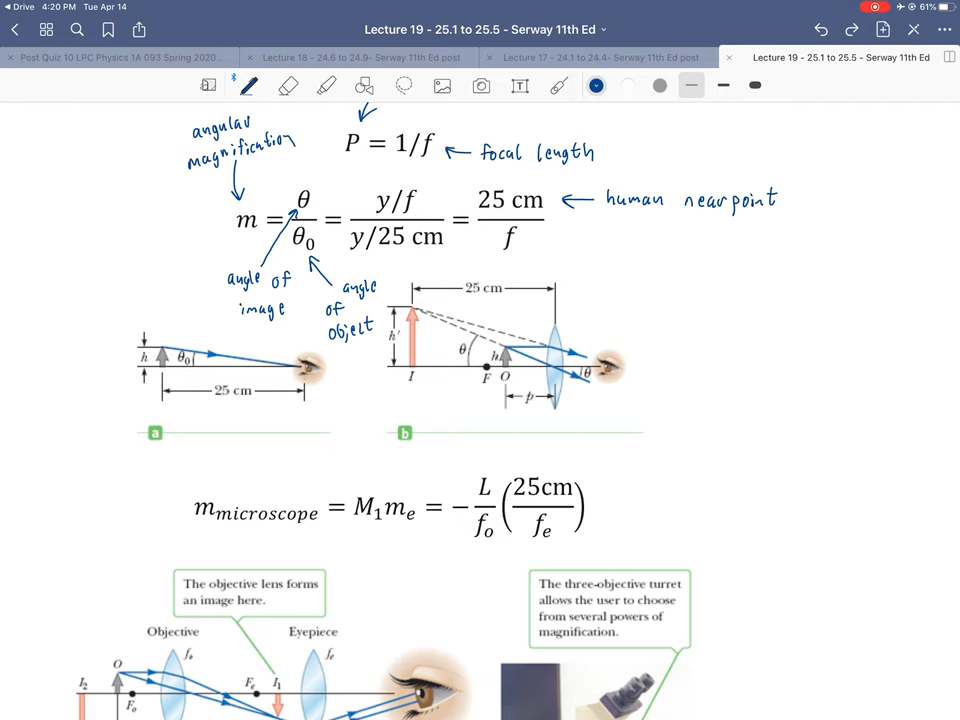 Drive 4:20 PM Tue Apr 14 61%
Lecture 19 - 25.1 to 25.5 - Serway 11th Ed
Post Quiz 10 LPC Physics 1A 093 Spring 2020...
Lecture 18 - 24.6 to 24.9- Serway 11th Ed post
Lecture 17 - 24.1 to 24.4- Serway 11th Ed post
Lecture 19 - 25.1 to 25.5 - Serway 11th Ed
angular
magnification
P = 1/f
focal length
m = θ/θ₀ = (y/f)/(y/25 cm) = 25 cm/f
human nearpoint
angle of
image
angle
of
object
h θ₀
25 cm
a
25 cm
h' θ h θ
I F O
p
b
m_microscope = M₁mₑ = −L/fₒ (25cm/fₑ)
The objective lens forms
an image here.
The three-objective turret
allows the user to choose
from several powers of
magnification.
Objective Eyepiece
fₒ fₑ
O
I₂ Fₒ Fₑ I₁